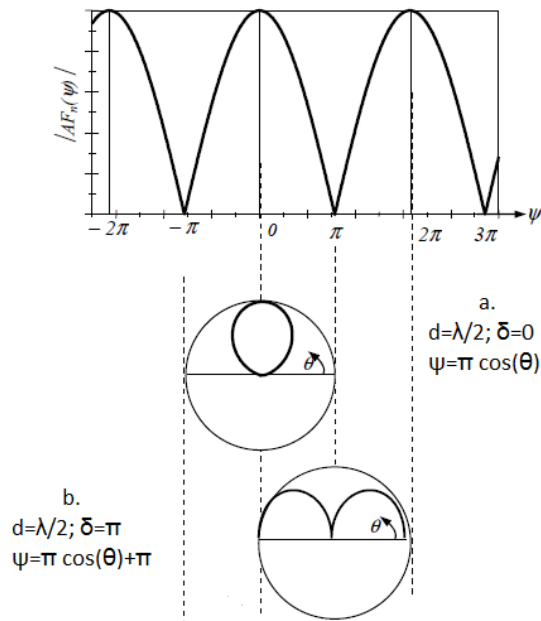 |AFₙ(ψ)|
−2π −π 0 π 2π 3π ψ
a.
d=λ/2; δ=0
ψ=π cos(θ)
θ
b.
d=λ/2; δ=π
ψ=π cos(θ)+π
θ